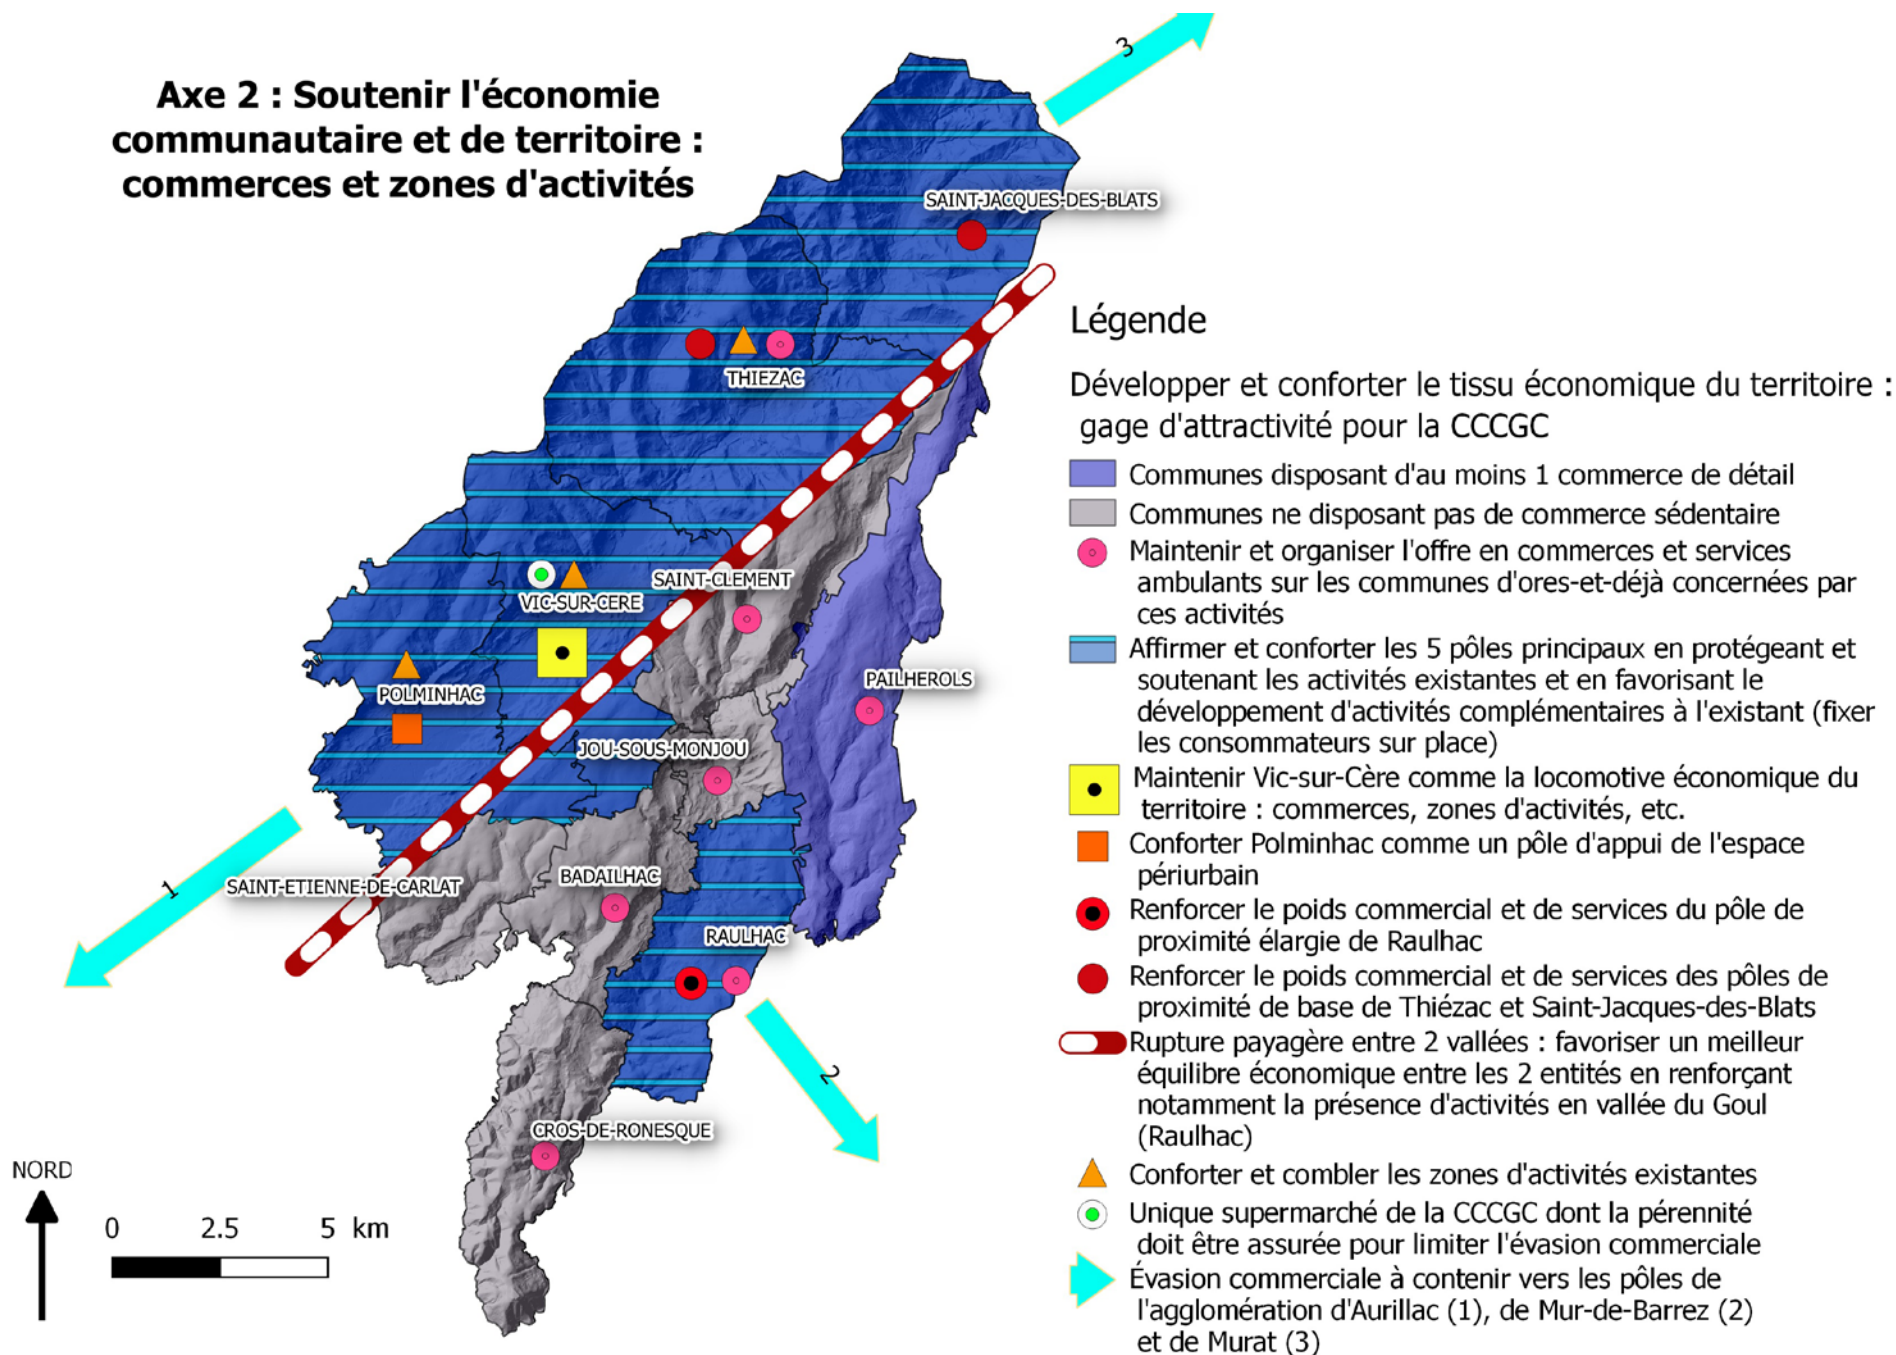 Axe 2 : Soutenir l'économie
communautaire et de territoire :
commerces et zones d'activités
3
SAINT-JACQUES-DES-BLATS
THIEZAC
SAINT-CLEMENT
VIC-SUR-CERE
POLMINHAC
PAILHEROLS
JOU-SOUS-MONJOU
1
SAINT-ETIENNE-DE-CARLAT
BADAILHAC
RAULHAC
2
CROS-DE-RONESQUE
NORD
0 2.5 5 km
Légende
Développer et conforter le tissu économique du territoire :
gage d'attractivité pour la CCCGC
Communes disposant d'au moins 1 commerce de détail
Communes ne disposant pas de commerce sédentaire
Maintenir et organiser l'offre en commerces et services
ambulants sur les communes d'ores-et-déjà concernées par
ces activités
Affirmer et conforter les 5 pôles principaux en protégeant et
soutenant les activités existantes et en favorisant le
développement d'activités complémentaires à l'existant (fixer
les consommateurs sur place)
Maintenir Vic-sur-Cère comme la locomotive économique du
territoire : commerces, zones d'activités, etc.
Conforter Polminhac comme un pôle d'appui de l'espace
périurbain
Renforcer le poids commercial et de services du pôle de
proximité élargie de Raulhac
Renforcer le poids commercial et de services des pôles de
proximité de base de Thiézac et Saint-Jacques-des-Blats
Rupture payagère entre 2 vallées : favoriser un meilleur
équilibre économique entre les 2 entités en renforçant
notamment la présence d'activités en vallée du Goul
(Raulhac)
Conforter et combler les zones d'activités existantes
Unique supermarché de la CCCGC dont la pérennité
doit être assurée pour limiter l'évasion commerciale
Évasion commerciale à contenir vers les pôles de
l'agglomération d'Aurillac (1), de Mur-de-Barrez (2)
et de Murat (3)